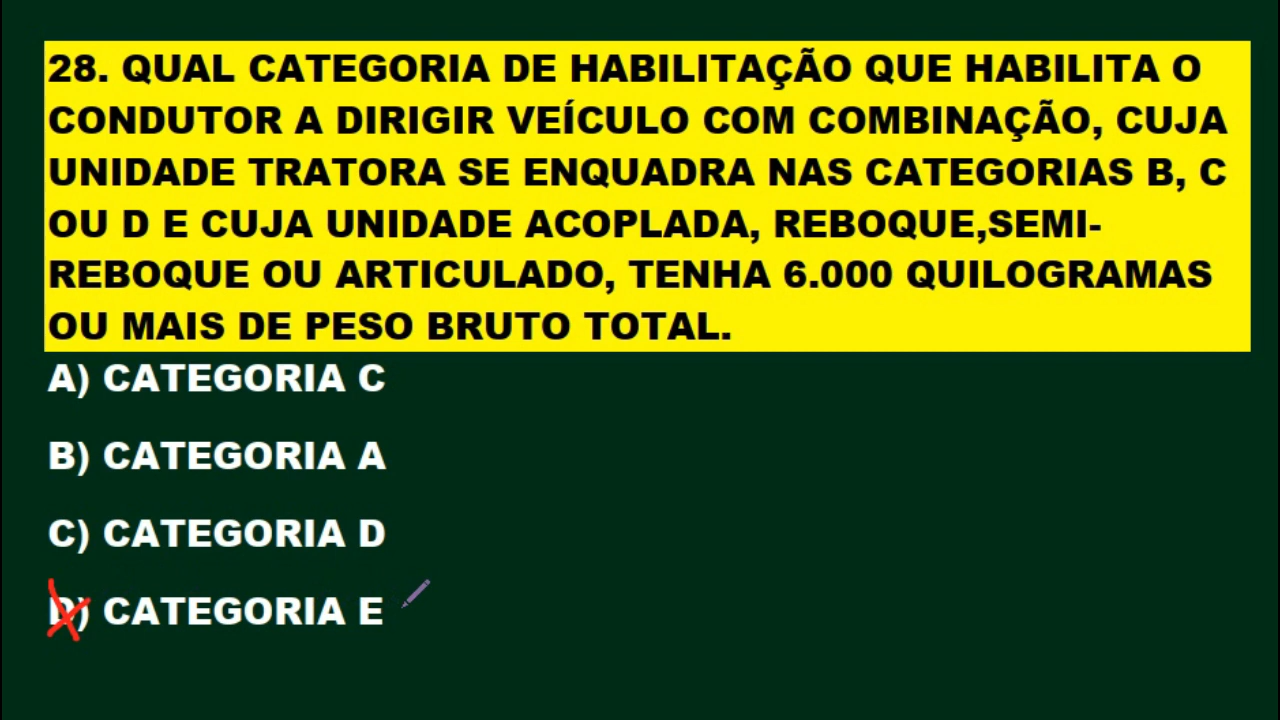 28. QUAL CATEGORIA DE HABILITAÇÃO QUE HABILITA O
CONDUTOR A DIRIGIR VEÍCULO COM COMBINAÇÃO, CUJA
UNIDADE TRATORA SE ENQUADRA NAS CATEGORIAS B, C
OU D E CUJA UNIDADE ACOPLADA, REBOQUE,SEMI-
REBOQUE OU ARTICULADO, TENHA 6.000 QUILOGRAMAS
OU MAIS DE PESO BRUTO TOTAL.
A) CATEGORIA C
B) CATEGORIA A
C) CATEGORIA D
D) CATEGORIA E